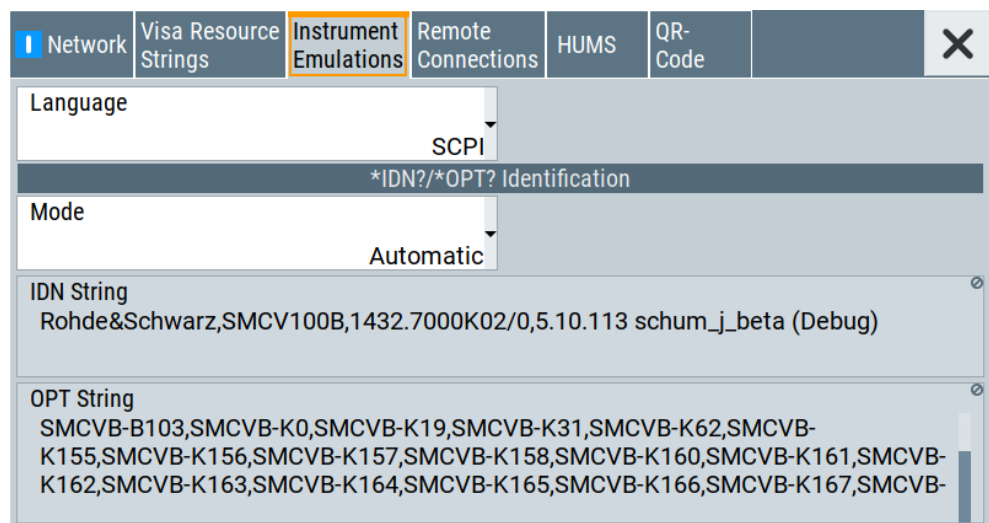 Network
Visa Resource
Strings
Instrument
Emulations
Remote
Connections
HUMS
QR-
Code
Language
SCPI
*IDN?/*OPT? Identification
Mode
Automatic
IDN String
Rohde&Schwarz,SMCV100B,1432.7000K02/0,5.10.113 schum_j_beta (Debug)
OPT String
SMCVB-B103,SMCVB-K0,SMCVB-K19,SMCVB-K31,SMCVB-K62,SMCVB-
K155,SMCVB-K156,SMCVB-K157,SMCVB-K158,SMCVB-K160,SMCVB-K161,SMCVB-
K162,SMCVB-K163,SMCVB-K164,SMCVB-K165,SMCVB-K166,SMCVB-K167,SMCVB-